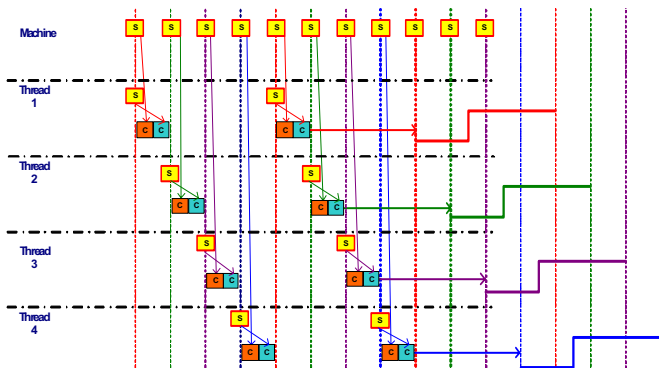 Machine S S S S S S S S S S S
Thread 1 S S
C C C C
Thread 2 S S
C C C C
Thread 3 S S
C C C C
Thread 4 S S
C C C C